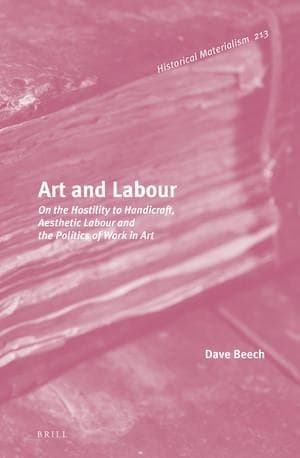 Historical Materialism 213
Art and Labour
On the Hostility to Handicraft,
Aesthetic Labour and
the Politics of Work in Art
Dave Beech
BRILL